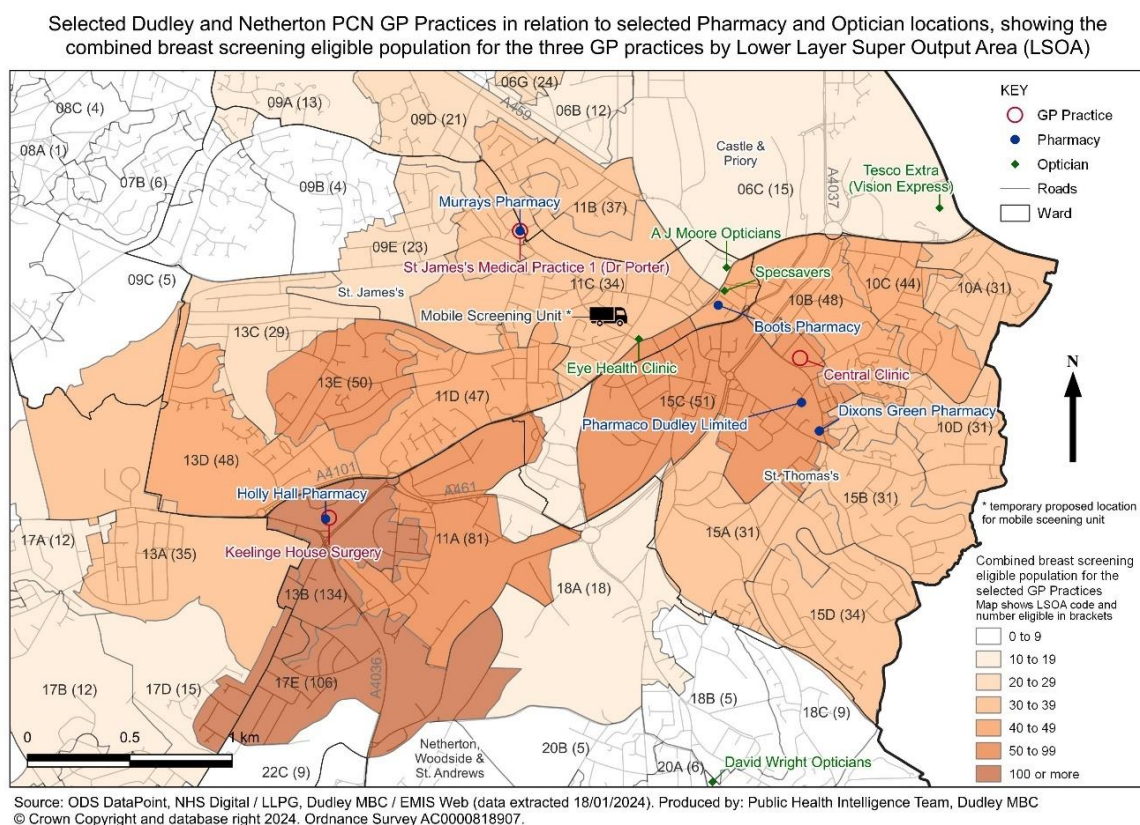 Selected Dudley and Netherton PCN GP Practices in relation to selected Pharmacy and Optician locations, showing the
combined breast screening eligible population for the three GP practices by Lower Layer Super Output Area (LSOA)
08C (4)
09A (13)
09D (21)
A459
06G (24)
06B (12)
KEY
GP Practice
Pharmacy
Optician
Roads
Ward
08A (1)
07B (6)
09B (4)
Castle &
Priory
06C (15)
A4037
Tesco Extra
(Vision Express)
Murrays Pharmacy
11B (37)
A J Moore Opticians
09E (23)
St James's Medical Practice 1 (Dr Porter)
Specsavers
09C (5)
St. James's
11C (34)
10B (48)
10C (44)
10A (31)
Mobile Screening Unit *
Boots Pharmacy
13C (29)
Eye Health Clinic
Central Clinic
N
13E (50)
11D (47)
15C (51)
Pharmaco Dudley Limited
Dixons Green Pharmacy
10D (31)
13D (48)
A4101
A461
St. Thomas's
Holly Hall Pharmacy
15B (31)
* temporary proposed location
for mobile sceening unit
17A (12)
13A (35)
Keelinge House Surgery
11A (81)
15A (31)
13B (134)
18A (18)
15D (34)
Combined breast screening
eligible population for the
selected GP Practices
Map shows LSOA code and
number eligible in brackets
0 to 9
10 to 19
20 to 29
30 to 39
40 to 49
50 to 99
100 or more
17B (12)
17D (15)
17E (106)
A4036
18B (5)
18C (9)
0 0.5 1 km
22C (9)
Netherton,
Woodside &
St. Andrews
20B (5)
20A (6)
David Wright Opticians
Source: ODS DataPoint, NHS Digital / LLPG, Dudley MBC / EMIS Web (data extracted 18/01/2024). Produced by: Public Health Intelligence Team, Dudley MBC
© Crown Copyright and database right 2024. Ordnance Survey AC0000818907.